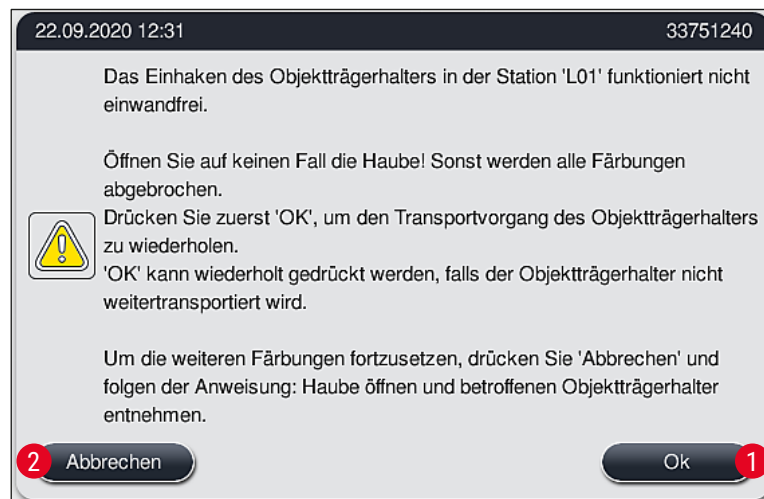 22.09.2020 12:31 33751240
Das Einhaken des Objektträgerhalters in der Station 'L01' funktioniert nicht
einwandfrei.
Öffnen Sie auf keinen Fall die Haube! Sonst werden alle Färbungen
abgebrochen.
Drücken Sie zuerst 'OK', um den Transportvorgang des Objektträgerhalters
zu wiederholen.
'OK' kann wiederholt gedrückt werden, falls der Objektträgerhalter nicht
weitertransportiert wird.
Um die weiteren Färbungen fortzusetzen, drücken Sie 'Abbrechen' und
folgen der Anweisung: Haube öffnen und betroffenen Objektträgerhalter
entnehmen.
2 Abbrechen Ok 1